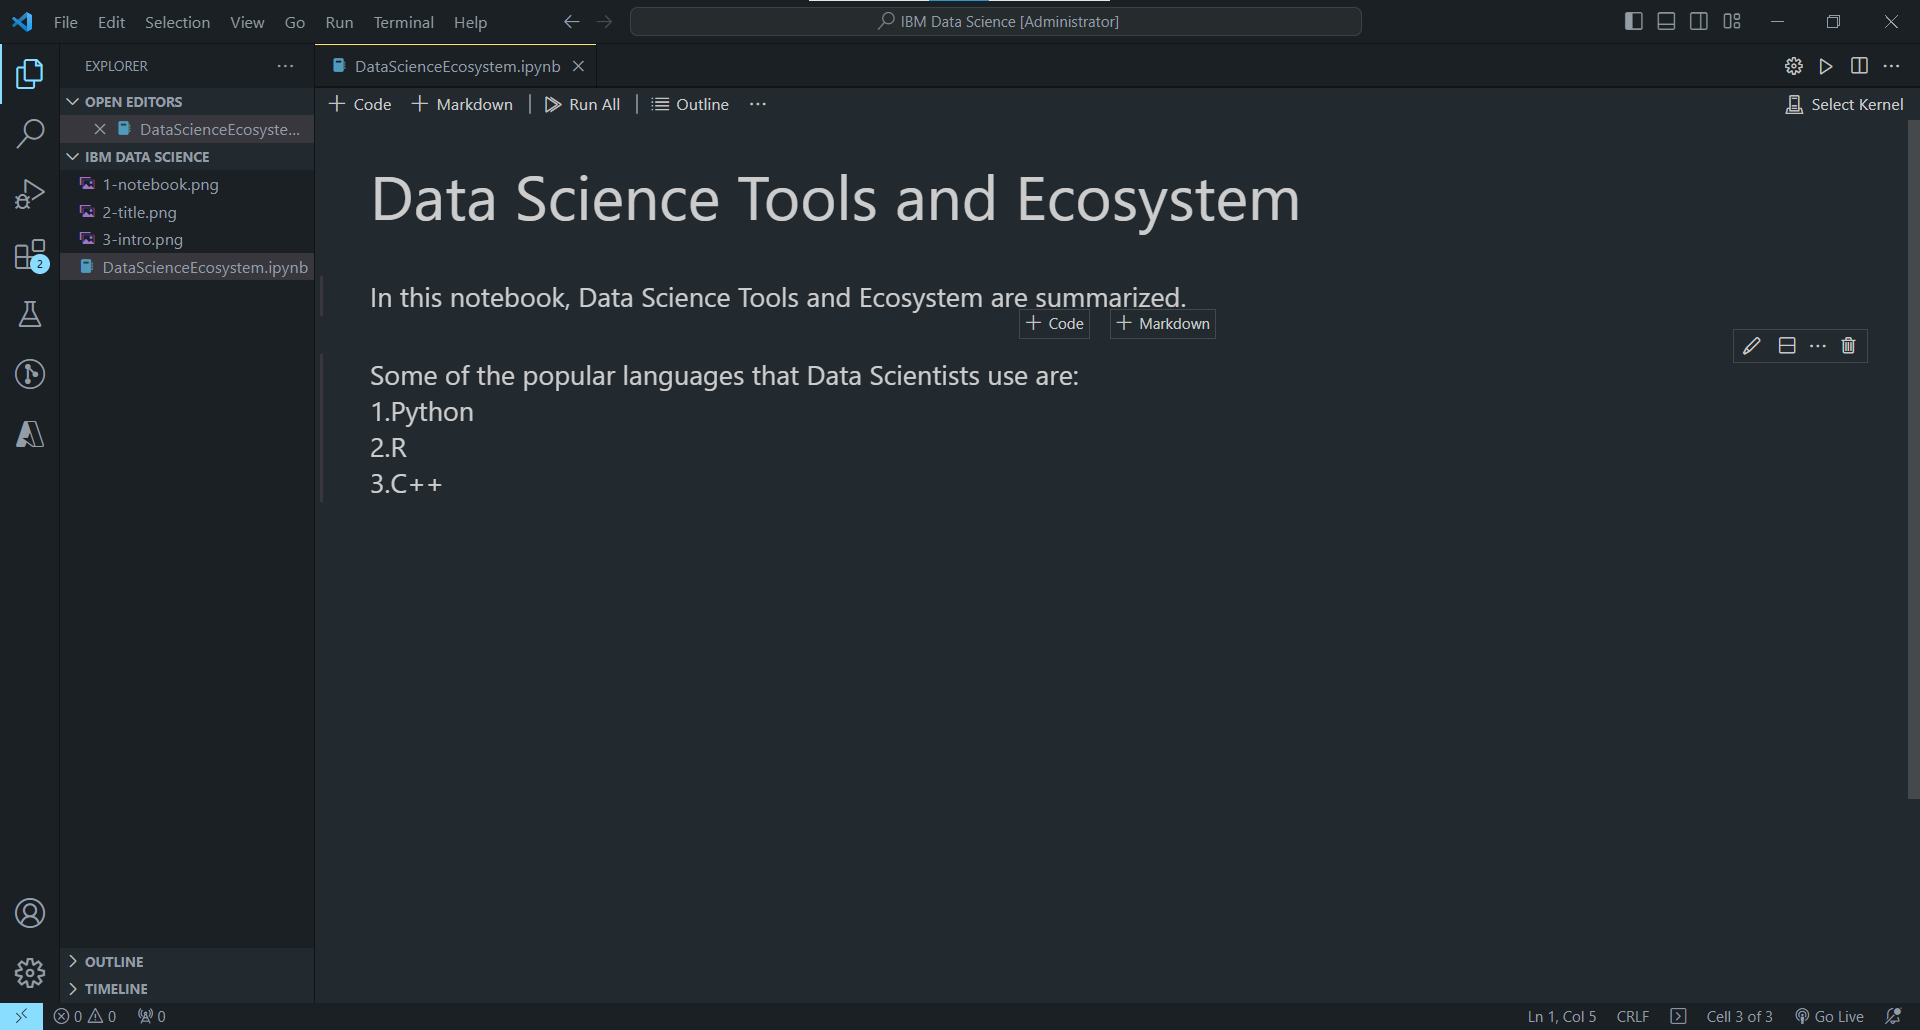 File Edit Selection View Go Run Terminal Help
IBM Data Science [Administrator]
EXPLORER
DataScienceEcosystem.ipynb
OPEN EDITORS
DataScienceEcosyste...
IBM DATA SCIENCE
1-notebook.png
2-title.png
3-intro.png
DataScienceEcosystem.ipynb
OUTLINE
TIMELINE
Code Markdown Run All Outline
Select Kernel
Data Science Tools and Ecosystem
In this notebook, Data Science Tools and Ecosystem are summarized.
Code Markdown
Some of the popular languages that Data Scientists use are:
1.Python
2.R
3.C++
2
0 0 0
Ln 1, Col 5 CRLF Cell 3 of 3 Go Live